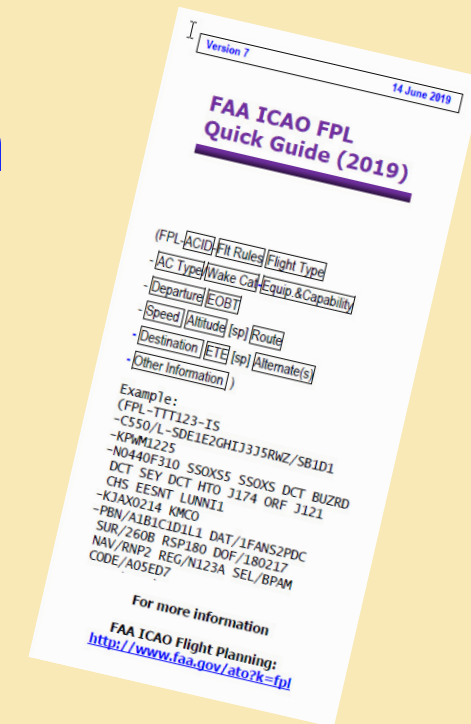 Version 7
14 June 2019
FAA ICAO FPL
Quick Guide (2019)
(FPL-ACID-Flt Rules Flight Type
- AC Type/Wake Cat-Equip.&Capability
- Departure EOBT
- Speed Altitude [sp] Route
- Destination ETE [sp] Alternate(s)
- Other Information )
Example:
(FPL-TTT123-IS
-C550/L-SDE1E2GHIJ3J5RWZ/SB1D1
-KPWM1225
-N0440F310 SSOXS5 SSOXS DCT BUZRD
DCT SEY DCT HTO J174 ORF J121
CHS EESNT LUNNI1
-KJAX0214 KMCO
-PBN/A1B1C1D1L1 DAT/1FANS2PDC
SUR/260B RSP180 DOF/180217
NAV/RNP2 REG/N123A SEL/BPAM
CODE/A05ED7
For more information
FAA ICAO Flight Planning:
http://www.faa.gov/ato?k=fpl